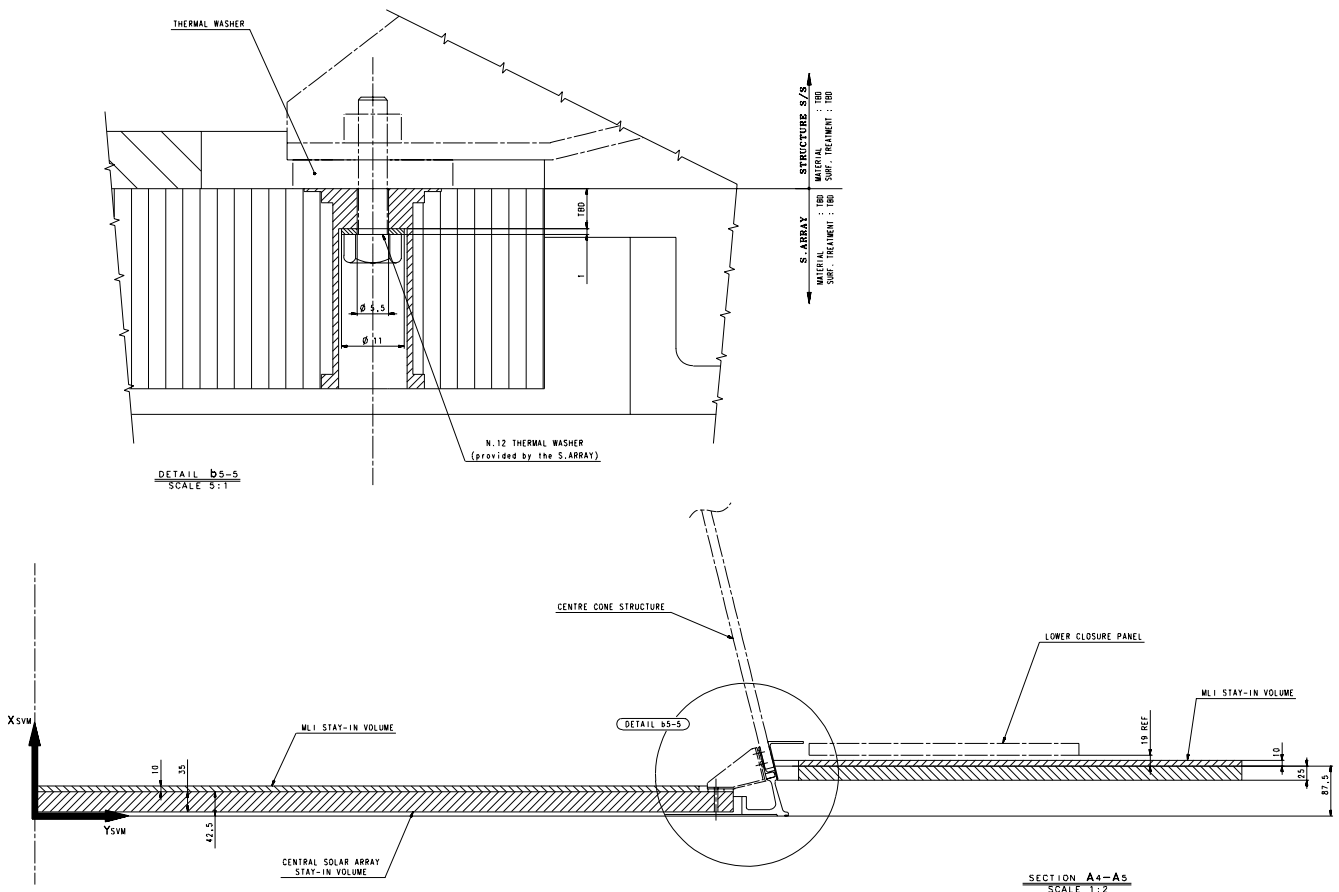 THERMAL WASHER
STRUCTURE S/S
MATERIAL : TBD
SURF. TREATMENT : TBD
S.ARRAY
MATERIAL : TBD
SURF. TREATMENT : TBD
TBD
1
Ø 5,5
Ø 11
N.12 THERMAL WASHER
(provided by the S.ARRAY)
DETAIL b5-5
SCALE 5:1
CENTRE CONE STRUCTURE
LOWER CLOSURE PANEL
MLI STAY-IN VOLUME
DETAIL b5-5
MLI STAY-IN VOLUME
XSVM
YSVM
10
35
42,5
19 REF
10
25
87,5
CENTRAL SOLAR ARRAY
STAY-IN VOLUME
SECTION A4-A5
SCALE 1:2